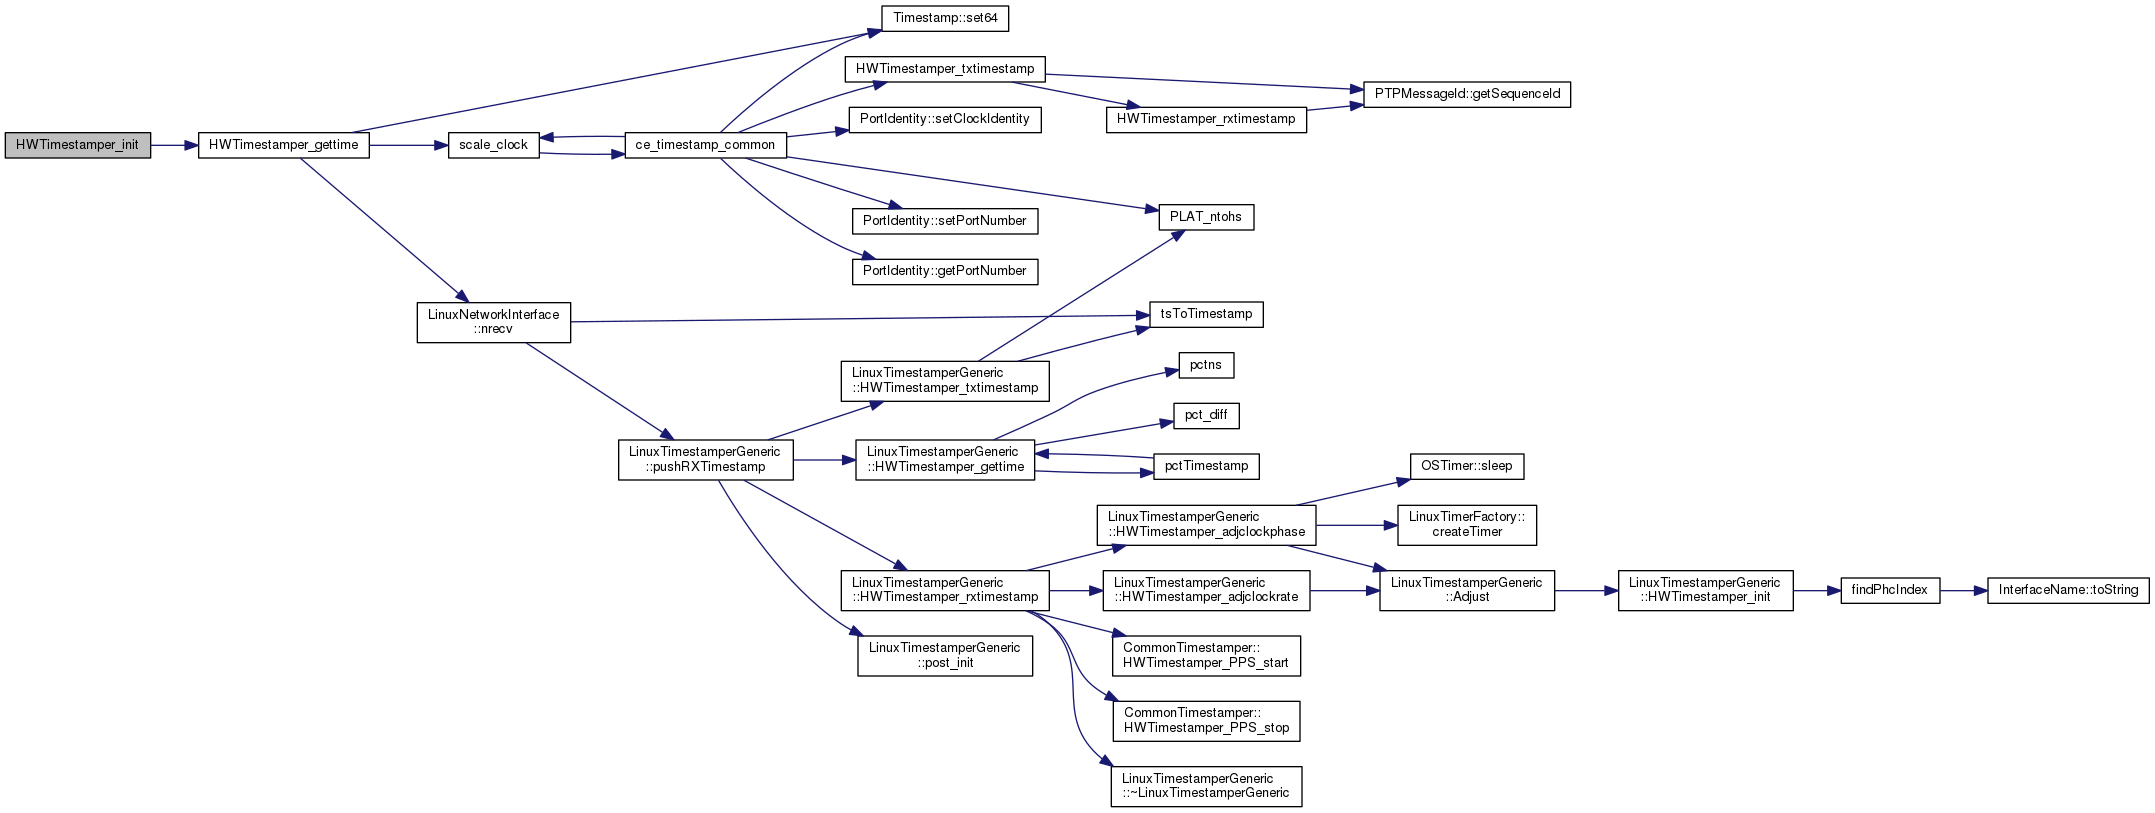 HWTimestamper_init
HWTimestamper_gettime
scale_clock
LinuxNetworkInterface
::nrecv
ce_timestamp_common
LinuxTimestamperGeneric
::pushRXTimestamp
Timestamp::set64
HWTimestamper_txtimestamp
PortIdentity::setClockIdentity
PortIdentity::setPortNumber
PortIdentity::getPortNumber
LinuxTimestamperGeneric
::HWTimestamper_txtimestamp
LinuxTimestamperGeneric
::HWTimestamper_gettime
LinuxTimestamperGeneric
::HWTimestamper_rxtimestamp
LinuxTimestamperGeneric
::post_init
HWTimestamper_rxtimestamp
PLAT_ntohs
tsToTimestamp
pctns
pct_diff
pctTimestamp
LinuxTimestamperGeneric
::HWTimestamper_adjclockphase
LinuxTimestamperGeneric
::HWTimestamper_adjclockrate
CommonTimestamper::
HWTimestamper_PPS_start
CommonTimestamper::
HWTimestamper_PPS_stop
LinuxTimestamperGeneric
::~LinuxTimestamperGeneric
PTPMessageId::getSequenceId
OSTimer::sleep
LinuxTimerFactory::
createTimer
LinuxTimestamperGeneric
::Adjust
LinuxTimestamperGeneric
::HWTimestamper_init
findPhcIndex
InterfaceName::toString